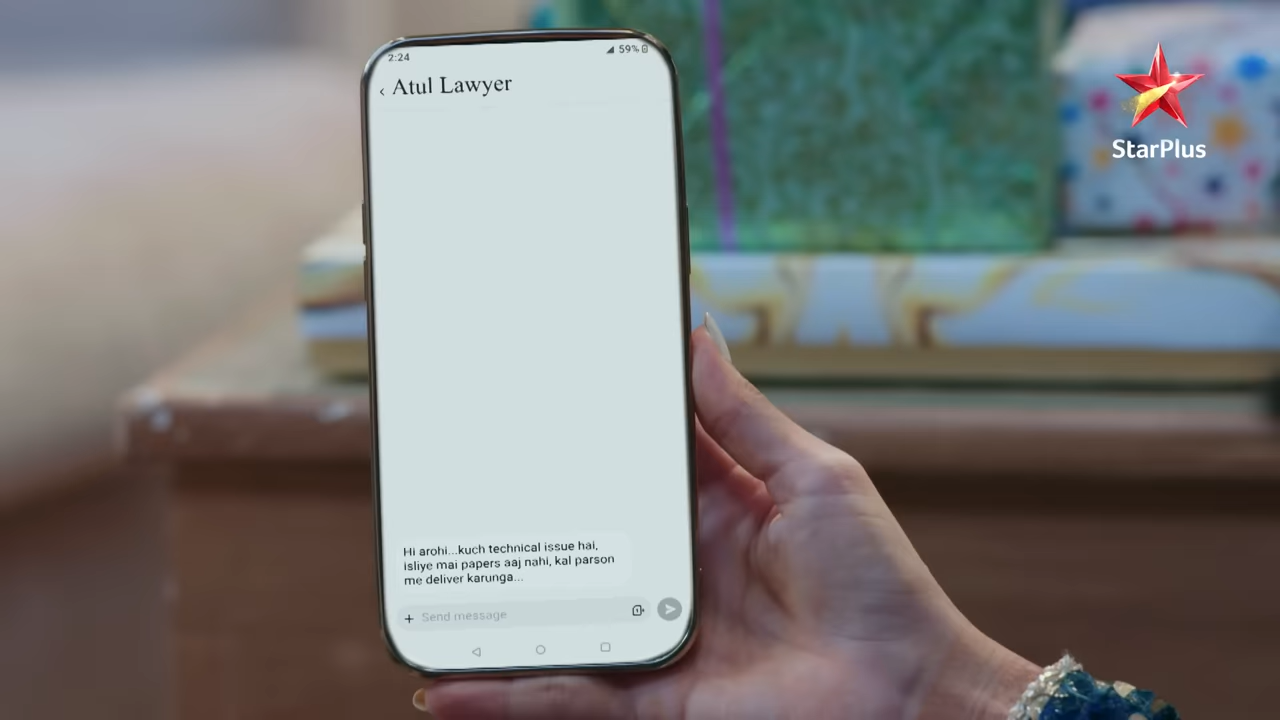 2:24
59%
Atul Lawyer
StarPlus
Hi arohi...kuch technical issue hai,
isliye mai papers aaj nahi, kal parson
me deliver karunga...
Send message